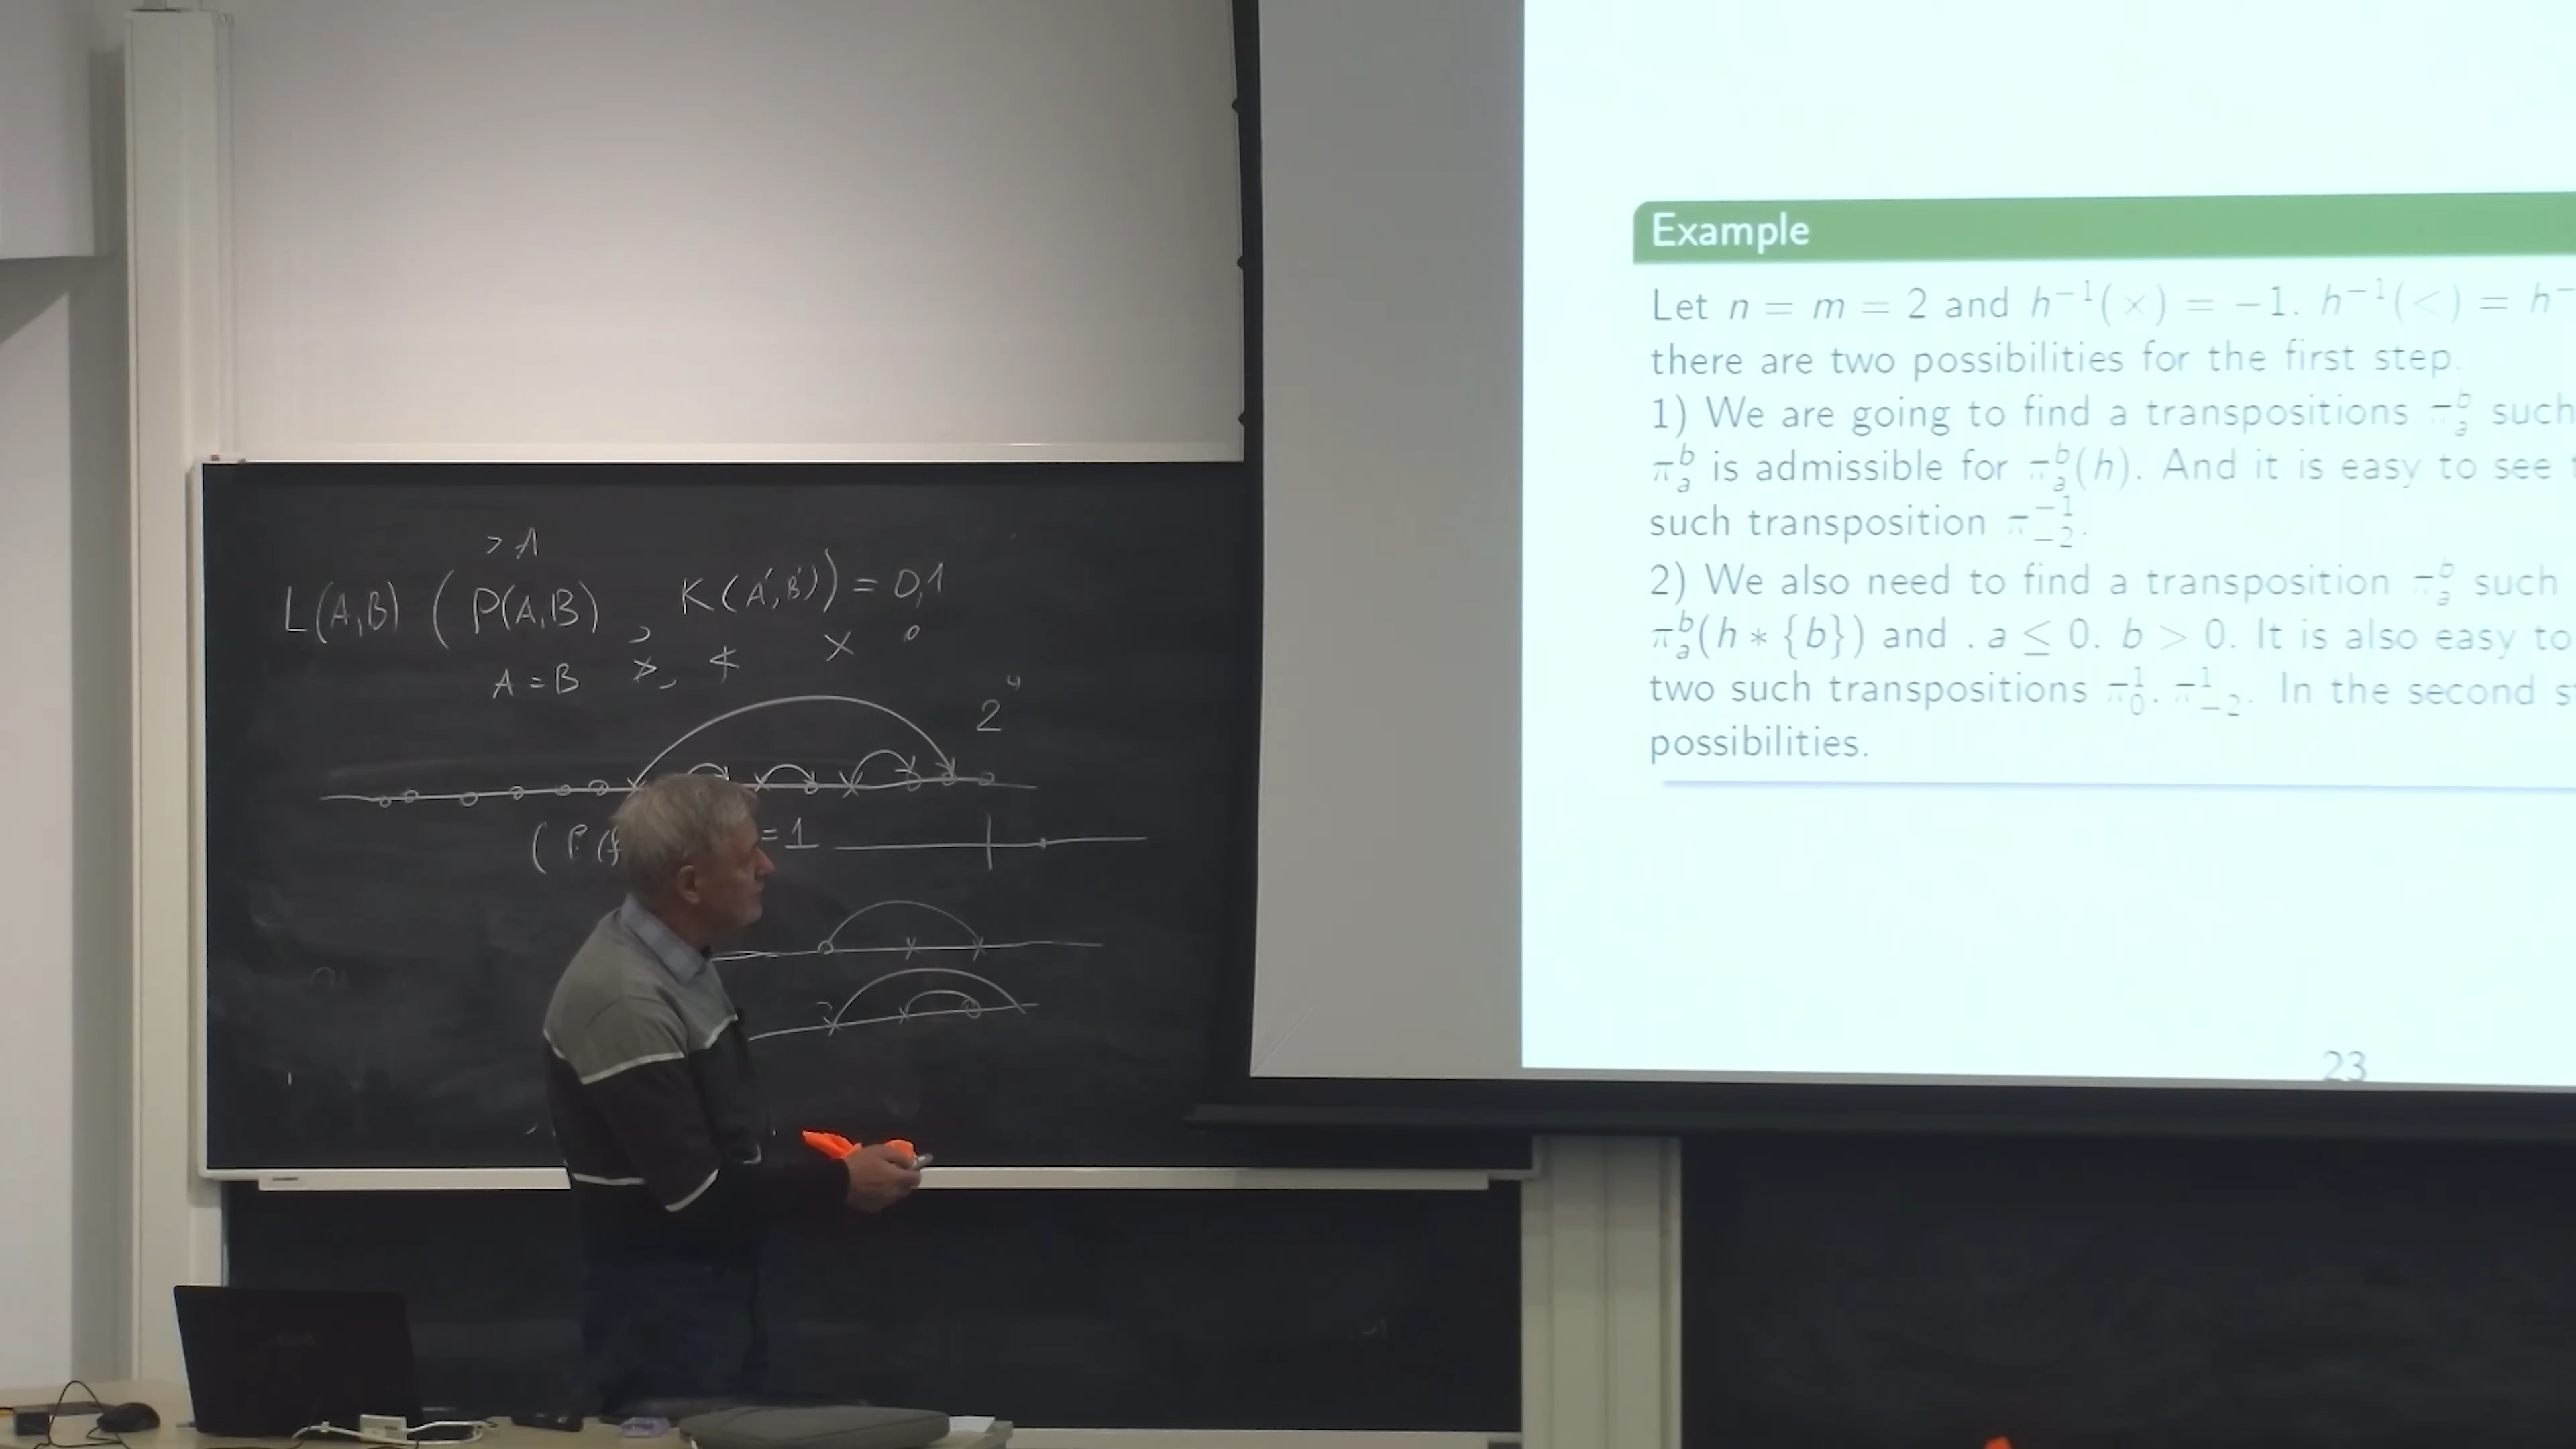 > A
L(A,B) ( P(A,B) , K(A',B')) = 0,1
A = B
2⁴
= 1
Example
Let n = m = 2 and h⁻¹(×) = −1. h⁻¹(<) = h⁻
there are two possibilities for the first step.
1) We are going to find a transpositions π_a^b such
π_a^b is admissible for π_a^b(h). And it is easy to see
such transposition π_{−2}^{−1}.
2) We also need to find a transposition π_a^b such
π_a^b(h ∗ {b}) and . a ≤ 0. b > 0. It is also easy to
two such transpositions π_0^1. π_{−2}^1. In the second
possibilities.
23